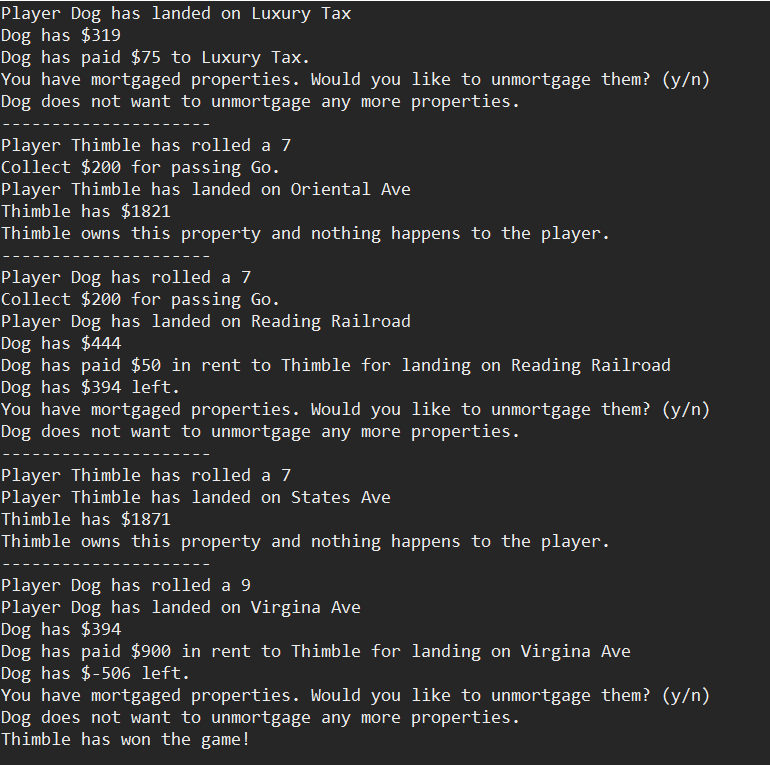 Player Dog has landed on Luxury Tax
Dog has $319
Dog has paid $75 to Luxury Tax.
You have mortgaged properties. Would you like to unmortgage them? (y/n)
Dog does not want to unmortgage any more properties.
---------------------
Player Thimble has rolled a 7
Collect $200 for passing Go.
Player Thimble has landed on Oriental Ave
Thimble has $1821
Thimble owns this property and nothing happens to the player.
---------------------
Player Dog has rolled a 7
Collect $200 for passing Go.
Player Dog has landed on Reading Railroad
Dog has $444
Dog has paid $50 in rent to Thimble for landing on Reading Railroad
Dog has $394 left.
You have mortgaged properties. Would you like to unmortgage them? (y/n)
Dog does not want to unmortgage any more properties.
---------------------
Player Thimble has rolled a 7
Player Thimble has landed on States Ave
Thimble has $1871
Thimble owns this property and nothing happens to the player.
---------------------
Player Dog has rolled a 9
Player Dog has landed on Virgina Ave
Dog has $394
Dog has paid $900 in rent to Thimble for landing on Virgina Ave
Dog has $-506 left.
You have mortgaged properties. Would you like to unmortgage them? (y/n)
Dog does not want to unmortgage any more properties.
Thimble has won the game!